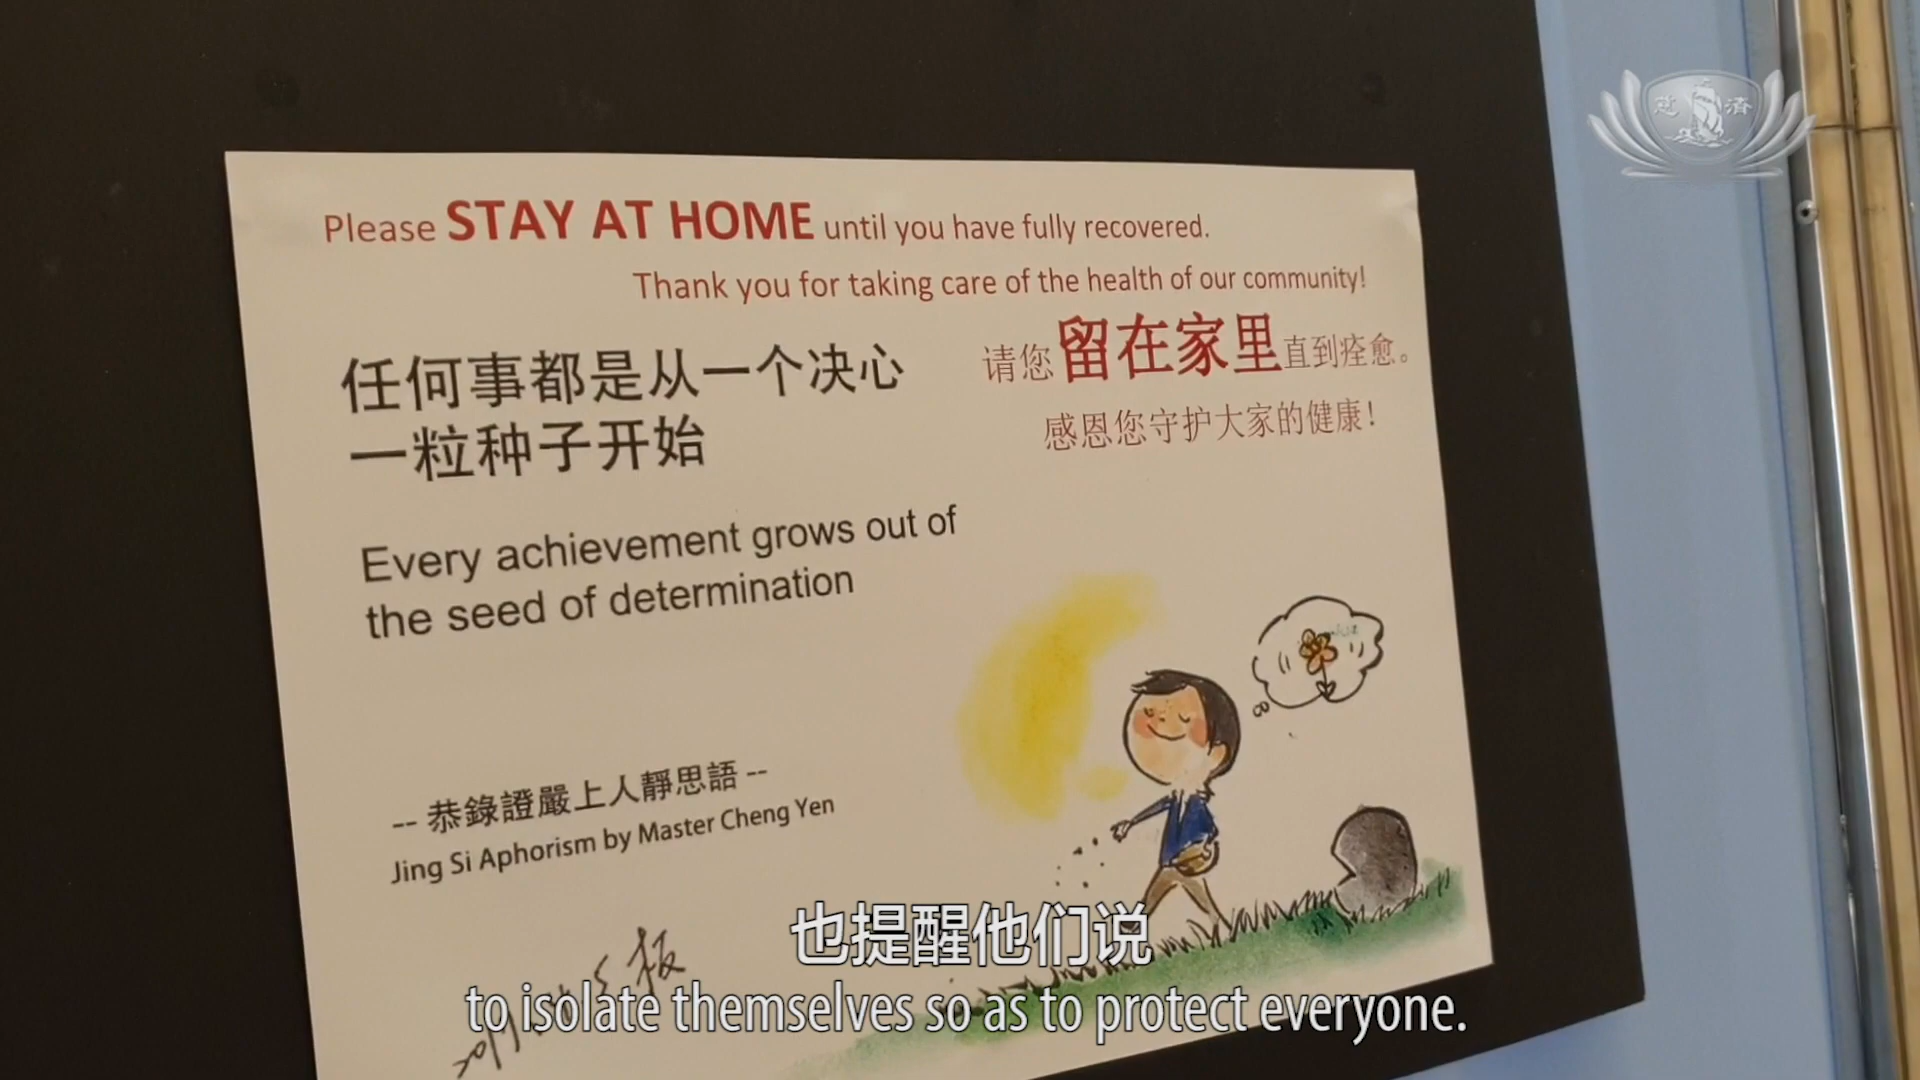 慈 濟
Please STAY AT HOME until you have fully recovered.
Thank you for taking care of the health of our community!
请您留在家里直到痊愈。
感恩您守护大家的健康!
任何事都是从一个决心
一粒种子开始
Every achievement grows out of
the seed of determination
-- 恭錄證嚴上人靜思語 --
Jing Si Aphorism by Master Cheng Yen
也提醒他们说
to isolate themselves so as to protect everyone.